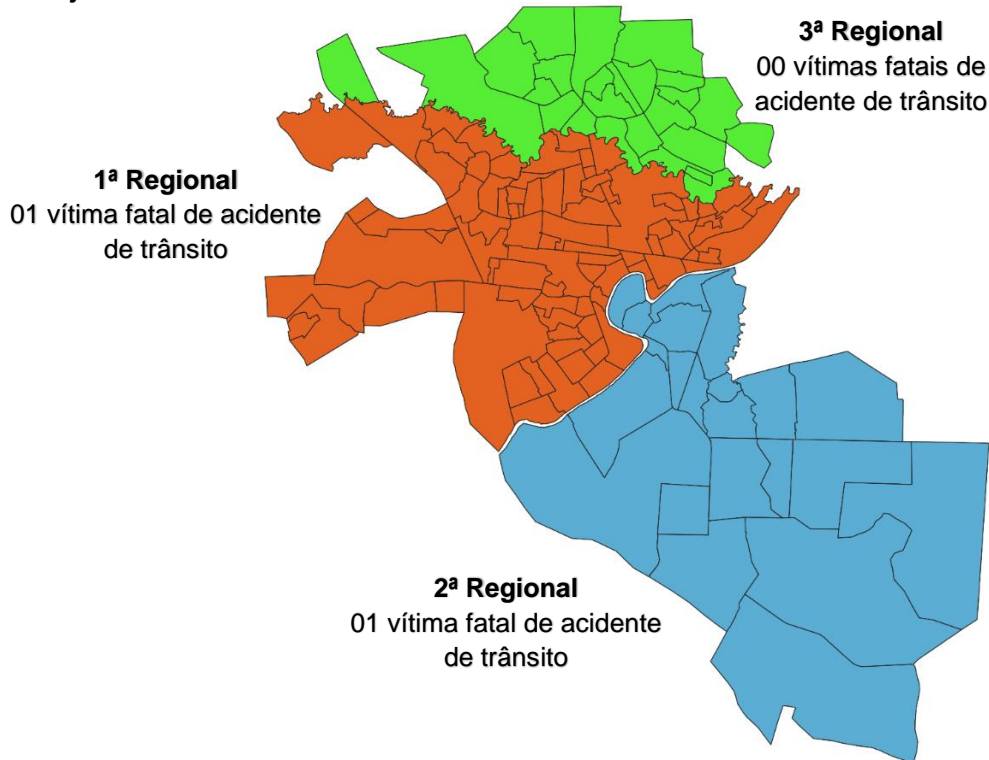 3ª Regional
00 vítimas fatais de
acidente de trânsito
1ª Regional
01 vítima fatal de acidente
de trânsito
2ª Regional
01 vítima fatal de acidente
de trânsito